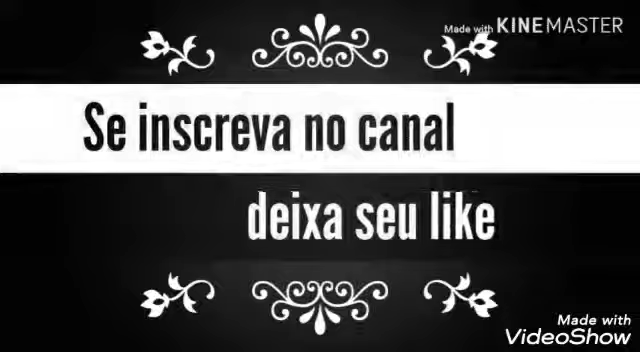 Made with KINEMASTER
Se inscreva no canal
deixa seu like
Made with
VideoShow